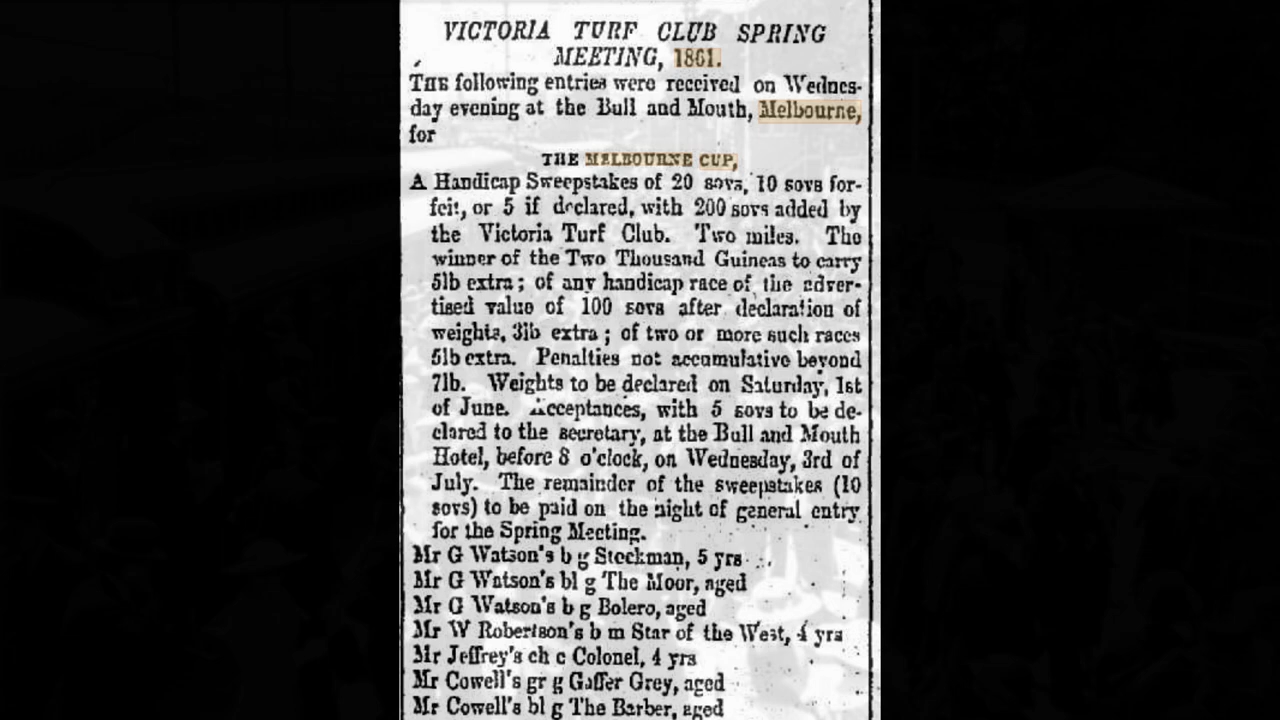 VICTORIA TURF CLUB SPRING
MEETING, 1861.
THE following entries were received on Wednes-
day evening at the Bull and Mouth, Melbourne,
for
THE MELBOURNE CUP,
A Handicap Sweepstakes of 20 sovs, 10 sovs for-
feit, or 5 if declared, with 200 sovs added by
the Victoria Turf Club. Two miles. The
winner of the Two Thousand Guineas to carry
5lb extra; of any handicap race of the adver-
tised value of 100 sovs after declaration of
weights, 3lb extra; of two or more such races
5lb extra. Penalties not accumulative beyond
7lb. Weights to be declared on Saturday, 1st
of June. Acceptances, with 5 sovs to be de-
clared to the secretary, at the Bull and Mouth
Hotel, before 8 o'clock, on Wednesday, 3rd of
July. The remainder of the sweepstakes (10
sovs) to be paid on the night of general entry
for the Spring Meeting.
Mr G Watson's b g Stockman, 5 yrs
Mr G Watson's bl g The Moor, aged
Mr G Watson's b g Bolero, aged
Mr W Robertson's b m Star of the West, 4 yrs
Mr Jeffrey's ch c Colonel, 4 yrs
Mr Cowell's gr g Gaffer Grey, aged
Mr Cowell's bl g The Barber, aged